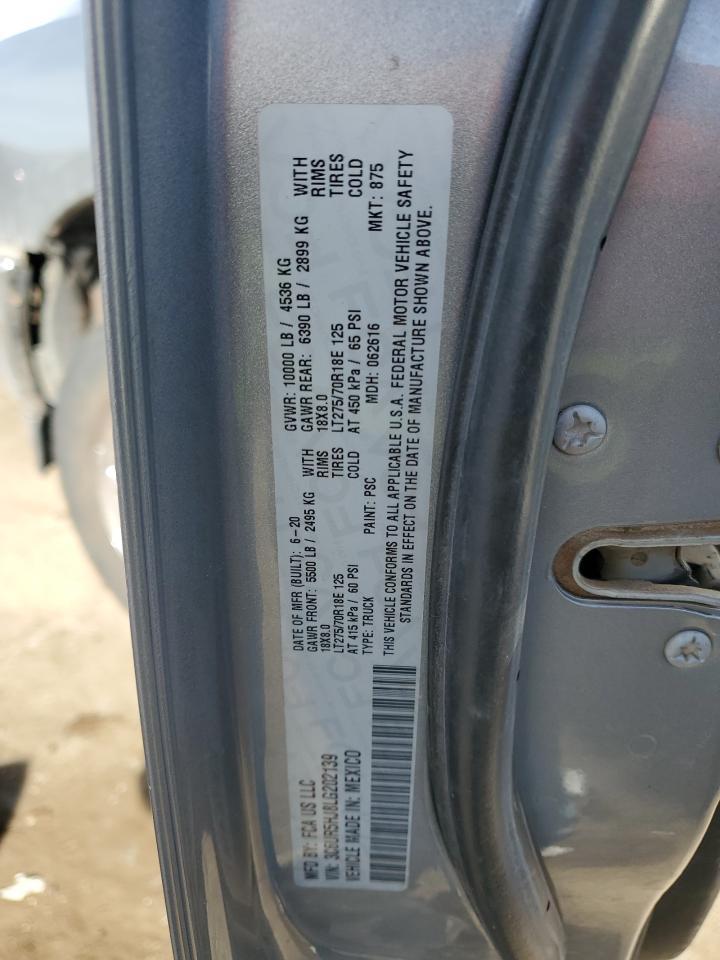 MFD BY: FCA US LLC
DATE OF MFR (BUILT): 6-20
GVWR: 10000 LB / 4536 KG
GAWR FRONT: 5500 LB / 2495 KG WITH
GAWR REAR: 6390 LB / 2899 KG WITH
18X8.0 RIMS
18X8.0 RIMS
LT275/70R18E 125 TIRES
LT275/70R18E 125 TIRES
AT 415 kPa / 60 PSI COLD
AT 450 kPa / 65 PSI COLD
VIN: 3C6UR5HJ8LG202139
TYPE: TRUCK PAINT: PSC MDH: 062616 MKT: 875
VEHICLE MADE IN: MEXICO
THIS VEHICLE CONFORMS TO ALL APPLICABLE U.S.A. FEDERAL MOTOR VEHICLE SAFETY
STANDARDS IN EFFECT ON THE DATE OF MANUFACTURE SHOWN ABOVE.